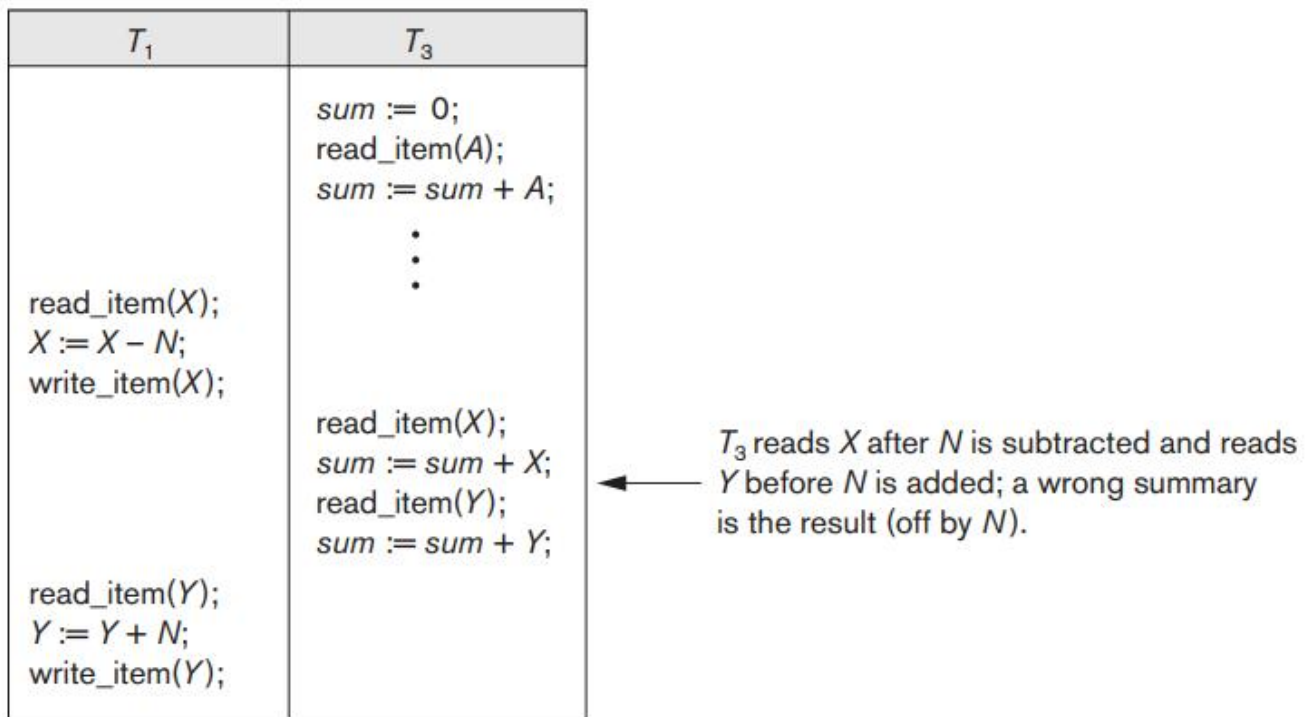 T₁ T₃
sum := 0;
read_item(A);
sum := sum + A;
read_item(X);
X := X – N;
write_item(X);
read_item(X);
sum := sum + X;
read_item(Y);
sum := sum + Y;
T₃ reads X after N is subtracted and reads
Y before N is added; a wrong summary
is the result (off by N).
read_item(Y);
Y := Y + N;
write_item(Y);